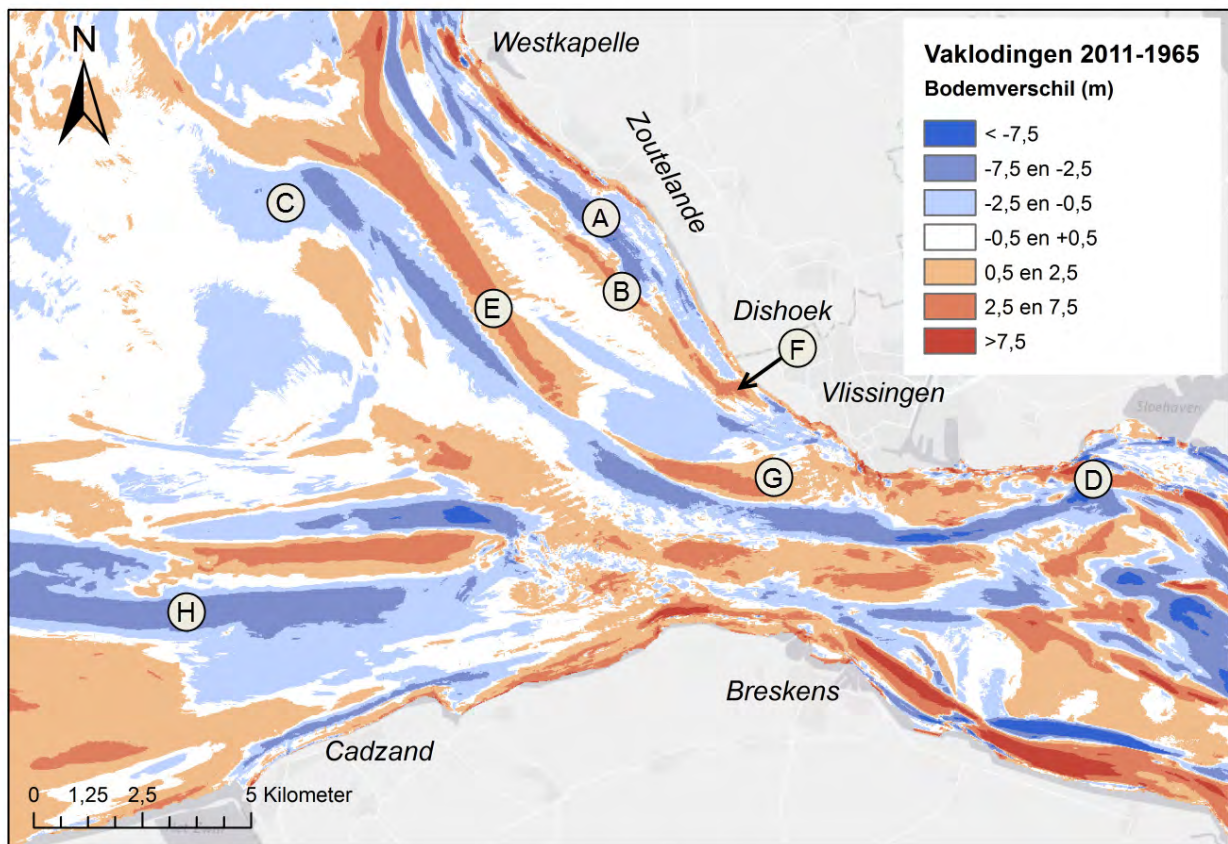 N
Westkapelle
Zoutelande
Vaklodingen 2011-1965
Bodemverschil (m)
< -7,5
-7,5 en -2,5
-2,5 en -0,5
-0,5 en +0,5
0,5 en 2,5
2,5 en 7,5
>7,5
C
A
B
E
Dishoek
F
Vlissingen
Sloehaven
G
D
H
Breskens
Cadzand
0 1,25 2,5 5 Kilometer